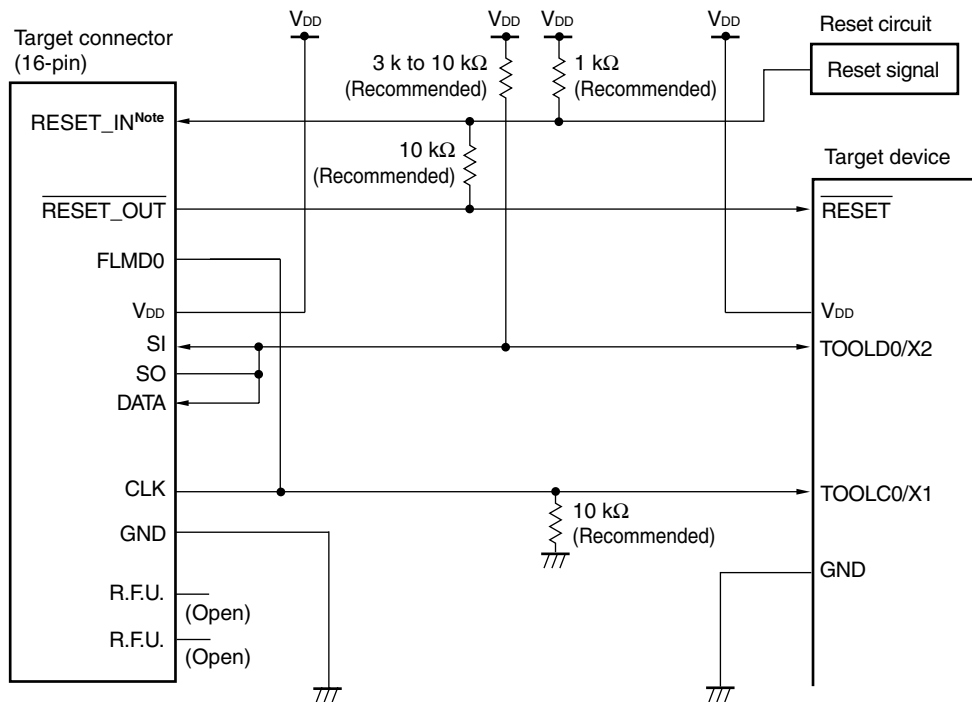 VDD
VDD
VDD
VDD
Reset circuit
Target connector
(16-pin)
3 k to 10 kΩ
(Recommended)
1 kΩ
(Recommended)
Reset signal
RESET_INNote
10 kΩ
(Recommended)
Target device
RESET_OUT
RESET
FLMD0
VDD
VDD
SI
TOOLD0/X2
SO
DATA
CLK
TOOLC0/X1
10 kΩ
(Recommended)
GND
GND
R.F.U.
(Open)
R.F.U.
(Open)